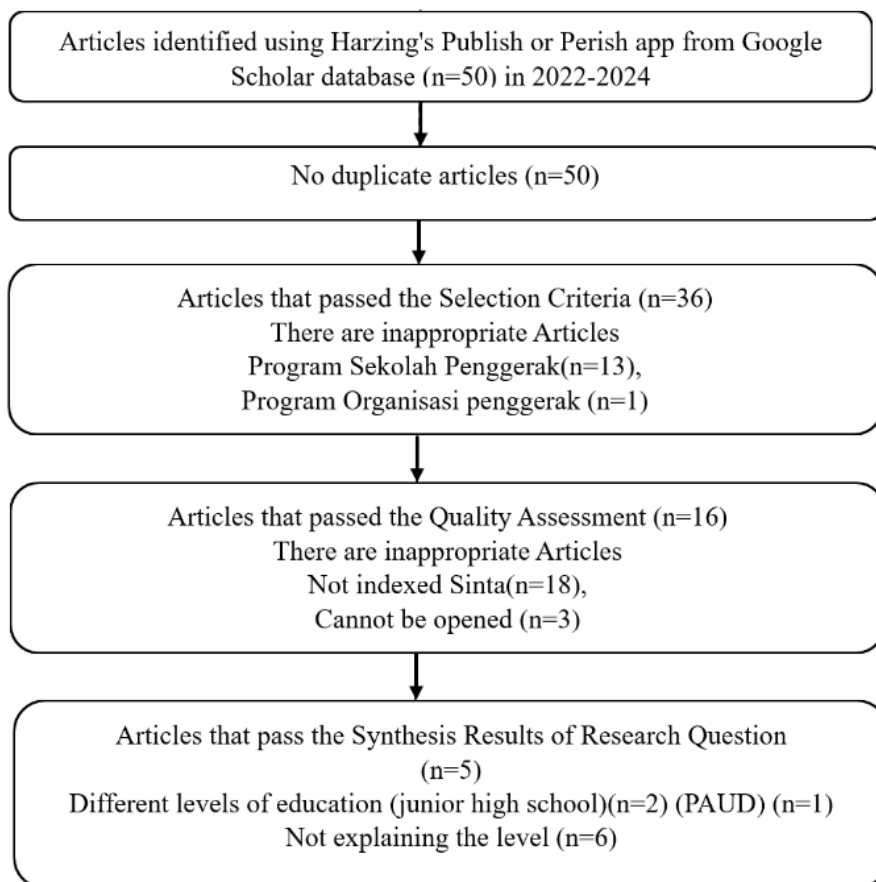 Articles identified using Harzing's Publish or Perish app from Google
Scholar database (n=50) in 2022-2024
No duplicate articles (n=50)
Articles that passed the Selection Criteria (n=36)
There are inappropriate Articles
Program Sekolah Penggerak(n=13),
Program Organisasi penggerak (n=1)
Articles that passed the Quality Assessment (n=16)
There are inappropriate Articles
Not indexed Sinta(n=18),
Cannot be opened (n=3)
Articles that pass the Synthesis Results of Research Question
(n=5)
Different levels of education (junior high school)(n=2) (PAUD) (n=1)
Not explaining the level (n=6)